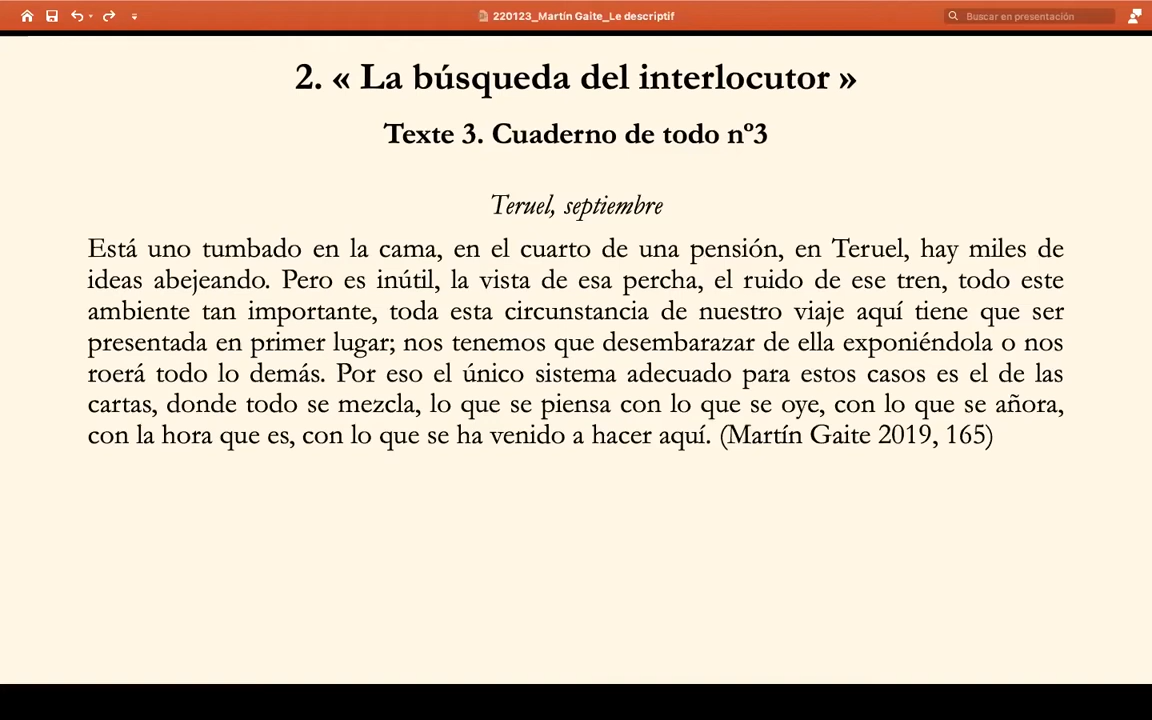 220123_Martín Gaite_Le descriptif
Buscar en presentación
2. « La búsqueda del interlocutor »
Texte 3. Cuaderno de todo nº3
Teruel, septiembre
Está uno tumbado en la cama, en el cuarto de una pensión, en Teruel, hay miles de
ideas abejeando. Pero es inútil, la vista de esa percha, el ruido de ese tren, todo este
ambiente tan importante, toda esta circunstancia de nuestro viaje aquí tiene que ser
presentada en primer lugar; nos tenemos que desembarazar de ella exponiéndola o nos
roerá todo lo demás. Por eso el único sistema adecuado para estos casos es el de las
cartas, donde todo se mezcla, lo que se piensa con lo que se oye, con lo que se añora,
con la hora que es, con lo que se ha venido a hacer aquí. (Martín Gaite 2019, 165)